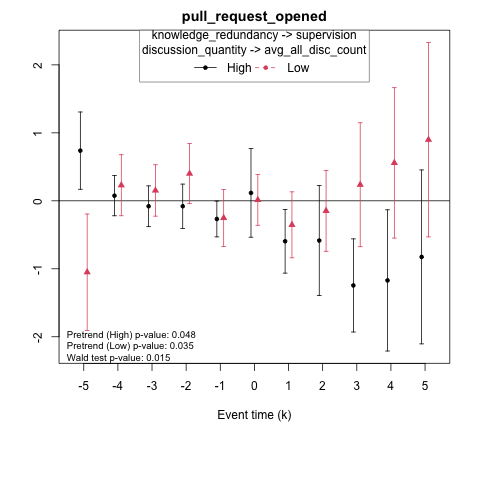 pull_request_opened
knowledge_redundancy -> supervision
discussion_quantity -> avg_all_disc_count
High Low
2
1
0
-1
-2
Pretrend (High) p-value: 0.048
Pretrend (Low) p-value: 0.035
Wald test p-value: 0.015
-5 -4 -3 -2 -1 0 1 2 3 4 5
Event time (k)